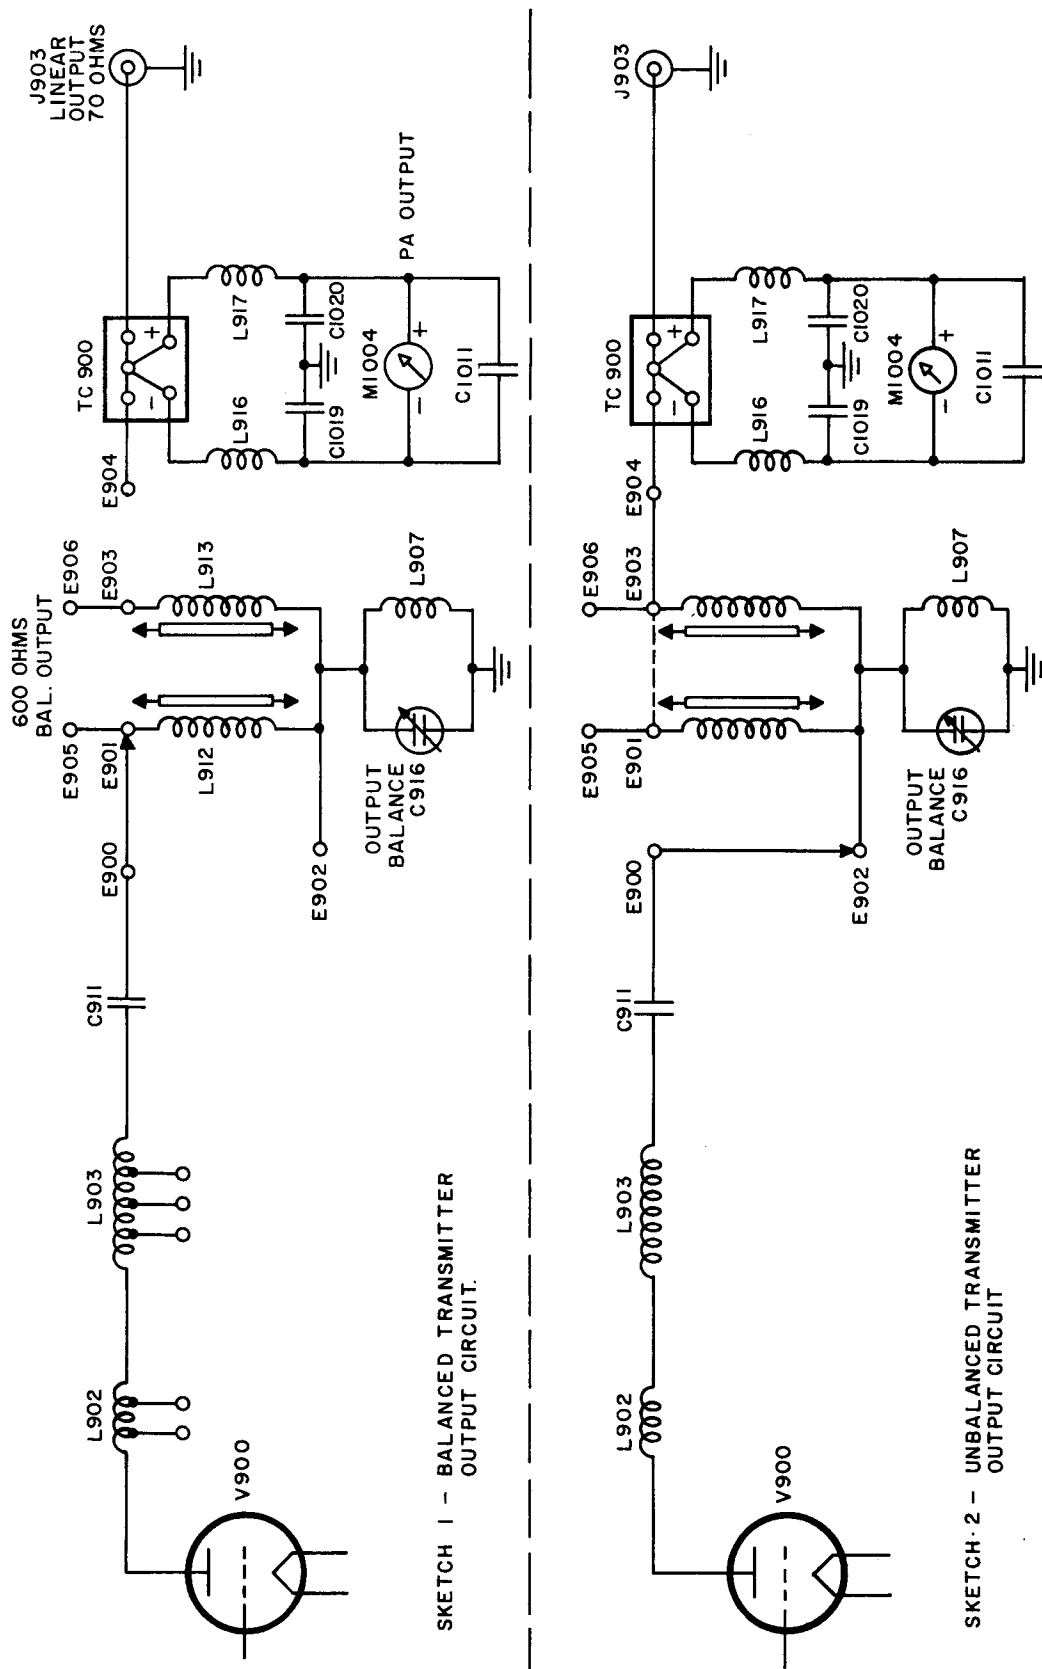 V900
L902
L903
C911
E900
E901
E905
600 OHMS
BAL. OUTPUT
E906
E903
L912
L913
E902
OUTPUT
BALANCE
C916
L907
E904
TC 900
-
+
L916
L917
C1019
C1020
M1004
-
+
C1011
PA OUTPUT
J903
LINEAR
OUTPUT
70 OHMS
SKETCH 1 - BALANCED TRANSMITTER
OUTPUT CIRCUIT.
V900
L902
L903
C911
E900
E902
E905
E901
E906
E903
OUTPUT
BALANCE
C916
L907
E904
TC 900
-
+
L916
L917
C1019
C1020
M1004
-
+
C1011
J903
SKETCH·2 - UNBALANCED TRANSMITTER
OUTPUT CIRCUIT